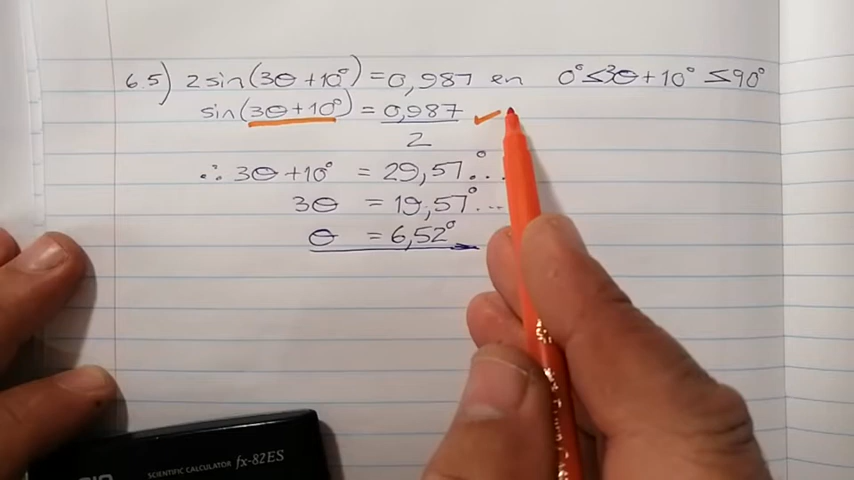 6.5) 2 sin(3θ+10°) = 0,987 en 0° ≤ 3θ+10° ≤ 90°
sin(3θ+10°) = 0,987 ✓
2
∴ 3θ+10° = 29,57°...
3θ = 19,57°...
θ = 6,52°
SCIENTIFIC CALCULATOR fx-82ES